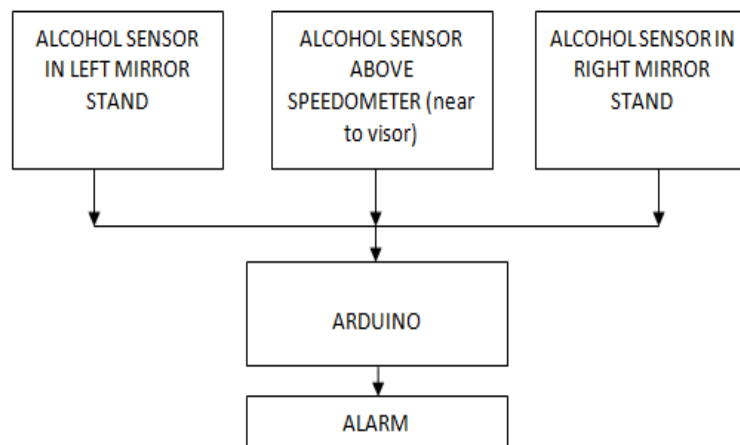 ALCOHOL SENSOR
IN LEFT MIRROR
STAND
ALCOHOL SENSOR
ABOVE
SPEEDOMETER (near
to visor)
ALCOHOL SENSOR IN
RIGHT MIRROR
STAND
ARDUINO
ALARM